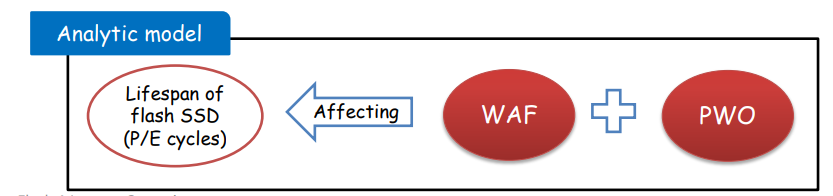 Analytic model
Lifespan of
flash SSD
(P/E cycles)
Affecting
WAF
PWO